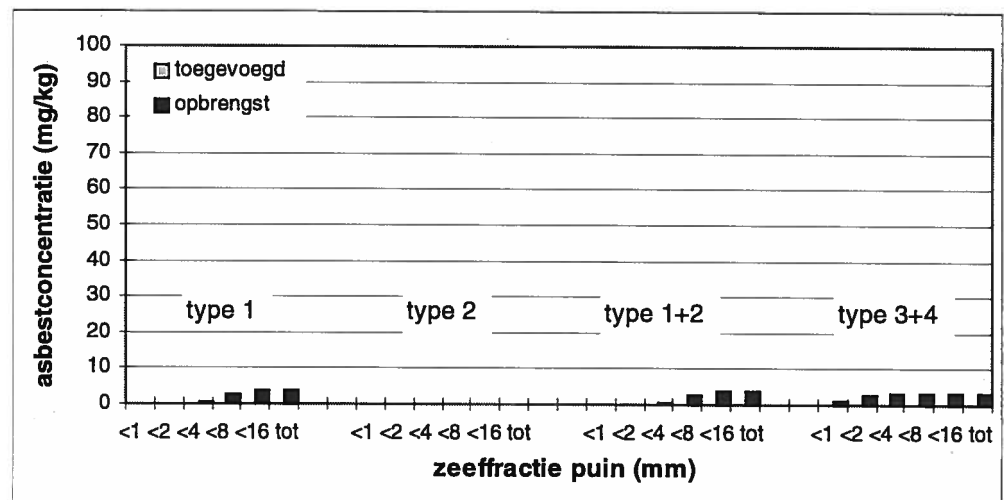 100
90
80
70
60
50
40
30
20
10
0
asbestconcentratie (mg/kg)
toegevoegd
opbrengst
type 1
type 2
type 1+2
type 3+4
<1 <2 <4 <8 <16 tot
<1 <2 <4 <8 <16 tot
<1 <2 <4 <8 <16 tot
<1 <2 <4 <8 <16 tot
zeeffractie puin (mm)